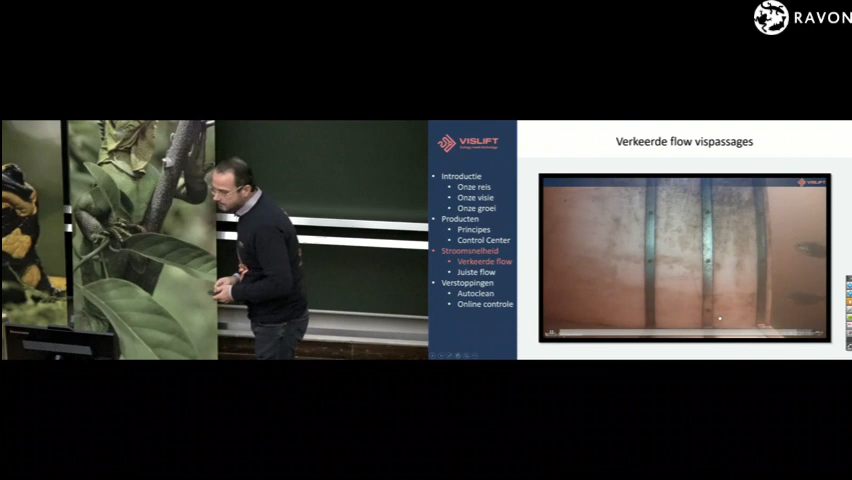 RAVON
VISLIFT
Verkeerde flow vispassages
• Introductie
• Onze reis
• Onze visie
• Onze groei
• Producten
• Principes
• Control Center
• Stroomsnelheid
• Verkeerde flow
• Juiste flow
• Verstoppingen
• Autoclean
• Online controle
VISLIFT